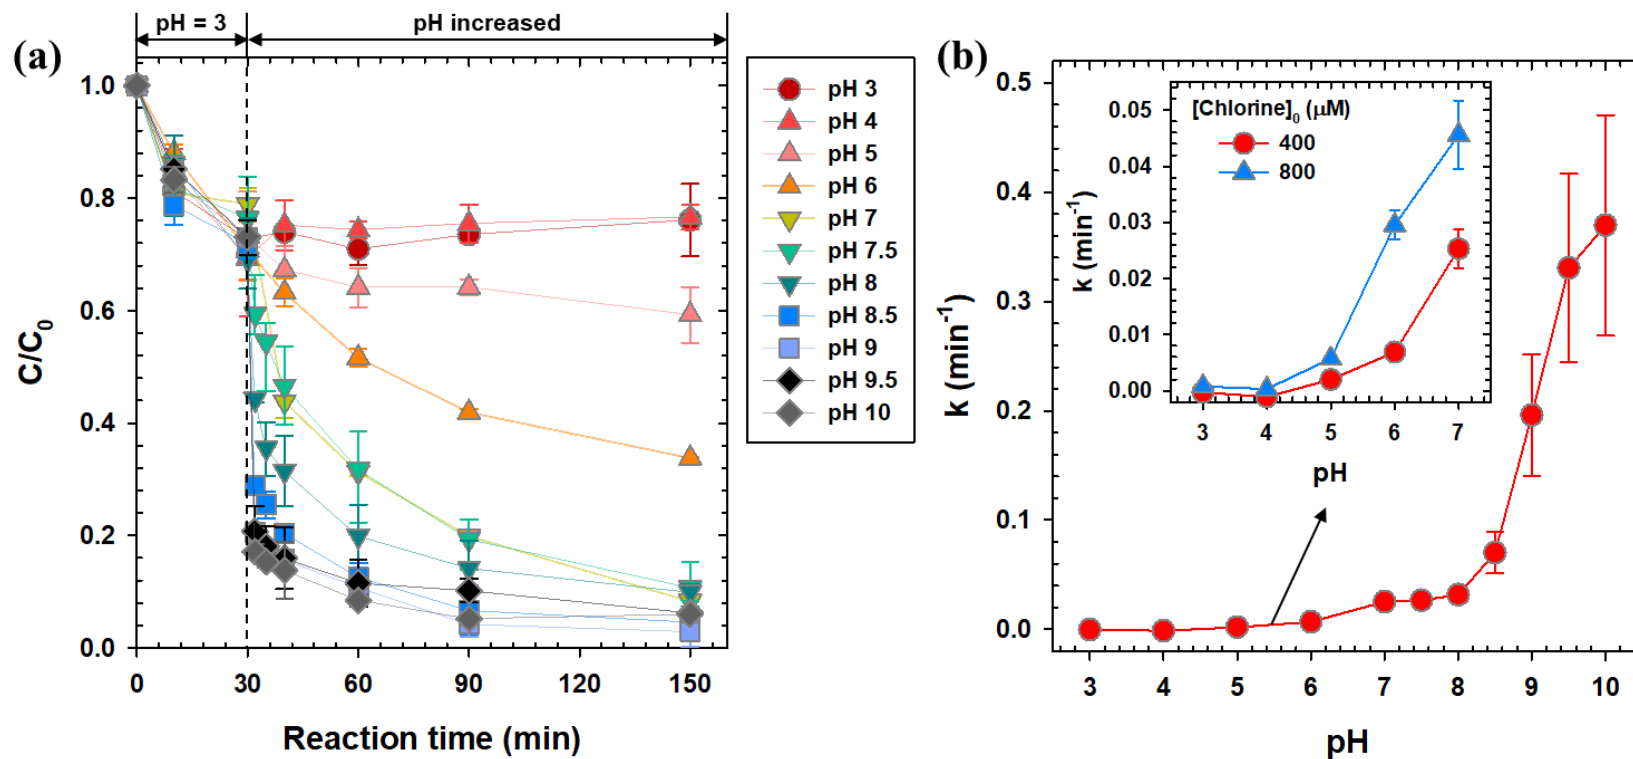 (a)
pH = 3
pH increased
1.0
0.8
0.6
0.4
0.2
0.0
C/C0
0
30
60
90
120
150
Reaction time (min)
pH 3
pH 4
pH 5
pH 6
pH 7
pH 7.5
pH 8
pH 8.5
pH 9
pH 9.5
pH 10
(b)
0.5
0.4
0.3
0.2
0.1
0.0
k (min-1)
3
4
5
6
7
8
9
10
pH
[Chlorine]0 (μM)
400
800
0.05
0.04
0.03
0.02
0.01
0.00
k (min-1)
3
4
5
6
7
pH